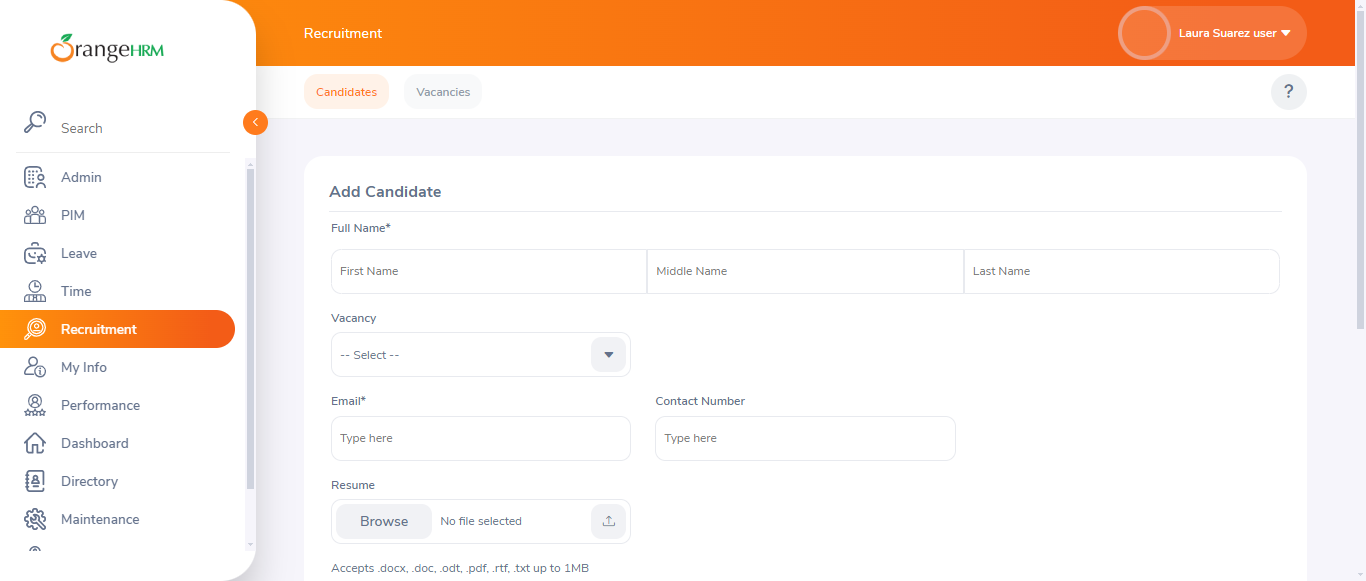 OrangeHRM
Recruitment
Laura Suarez user
Candidates
Vacancies
?
Search
Admin
PIM
Leave
Time
Recruitment
My Info
Performance
Dashboard
Directory
Maintenance
Add Candidate
Full Name*
First Name
Middle Name
Last Name
Vacancy
-- Select --
Email*
Contact Number
Type here
Type here
Resume
Browse
No file selected
Accepts .docx, .doc, .odt, .pdf, .rtf, .txt up to 1MB